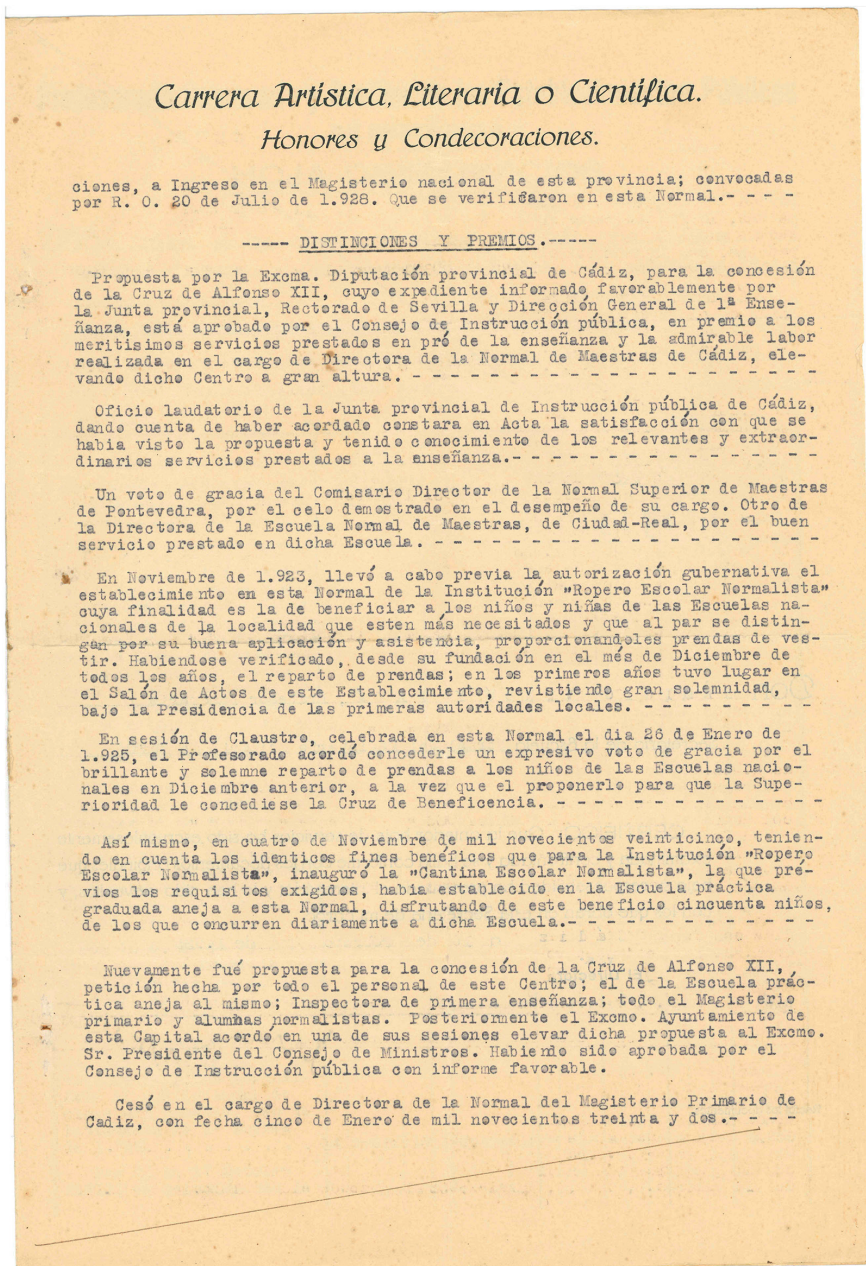 Carrera Artística, Literaria o Científica.
Honores y Condecoraciones.
ciones, a Ingreso en el Magisterio nacional de esta provincia; convocadas
por R. O. 20 de Julio de 1.928. Que se verificaron en esta Normal.- - - -
----- DISTINCIONES Y PREMIOS.-----
Propuesta por la Excma. Diputación provincial de Cádiz, para la concesión
de la Cruz de Alfonso XII, cuyo expediente informado favorablemente por
la Junta provincial, Rectorado de Sevilla y Dirección General de 1ª Ense-
ñanza, está aprobado por el Consejo de Instrucción pública, en premio a los
meritísimos servicios prestados en pró de la enseñanza y la admirable labor
realizada en el cargo de Directora de la Normal de Maestras de Cádiz, ele-
vando dicho Centro a gran altura. - - - - - - - - - - - - - - - - - -
Oficio laudatorio de la Junta provincial de Instrucción pública de Cádiz,
dando cuenta de haber acordado constara en Acta la satisfacción con que se
habia visto la propuesta y tenido conocimiento de los relevantes y extraor-
dinarios servicios prestados a la enseñanza.- - - - - - - - - - - - - -
Un voto de gracia del Comisario Director de la Normal Superior de Maestras
de Pontevedra, por el celo demostrado en el desempeño de su cargo. Otro de
la Directora de la Escuela Normal de Maestras, de Ciudad-Real, por el buen
servicio prestado en dicha Escuela. - - - - - - - - - - - - - - - - - -
En Noviembre de 1.923, llevó a cabo previa la autorización gubernativa el
establecimiento en esta Normal de la Institución "Ropero Escolar Normalista"
cuya finalidad es la de beneficiar a los niños y niñas de las Escuelas na-
cionales de la localidad que esten más necesitados y que al par se distin-
gan por su buena aplicación y asistencia, proporcionandoles prendas de ves-
tir. Habiendose verificado, desde su fundación en el més de Diciembre de
todos los años, el reparto de prendas; en los primeros años tuvo lugar en
el Salón de Actos de este Establecimiento, revistiendo gran solemnidad,
bajo la Presidencia de las primeras autoridades locales. - - - - - - - - -
En sesión de Claustro, celebrada en esta Normal el dia 26 de Enero de
1.925, el Profesorado acordó concederle un expresivo voto de gracia por el
brillante y solemne reparto de prendas a los niños de las Escuelas nacio-
nales en Diciembre anterior, a la vez que el proponerlo para que la Supe-
rioridad le concediese la Cruz de Beneficencia. - - - - - - - - - - - - -
Así mismo, en cuatro de Noviembre de mil novecientos veinticinco, tenien-
do en cuenta los identicos fines benéficos que para la Institución "Ropero
Escolar Normalista", inauguró la "Cantina Escolar Normalista", la que pre-
vios los requisitos exigidos, habia establecido en la Escuela práctica
graduada aneja a esta Normal, disfrutando de este beneficio cincuenta niños,
de los que concurren diariamente a dicha Escuela.- - - - - - - - - - - -
Nuevamente fué propuesta para la concesión de la Cruz de Alfonso XII,
petición hecha por todo el personal de este Centro; el de la Escuela prác-
tica aneja al mismo; Inspectora de primera enseñanza; todo el Magisterio
primario y alumnas normalistas. Posteriormente el Excmo. Ayuntamiento de
esta Capital acordó en una de sus sesiones elevar dicha propuesta al Excmo.
Sr. Presidente del Consejo de Ministros. Habiendo sido aprobada por el
Consejo de Instrucción pública con informe favorable.
Cesó en el cargo de Directora de la Normal del Magisterio Primario de
Cadiz, con fecha cinco de Enero de mil novecientos treinta y dos.- - - -